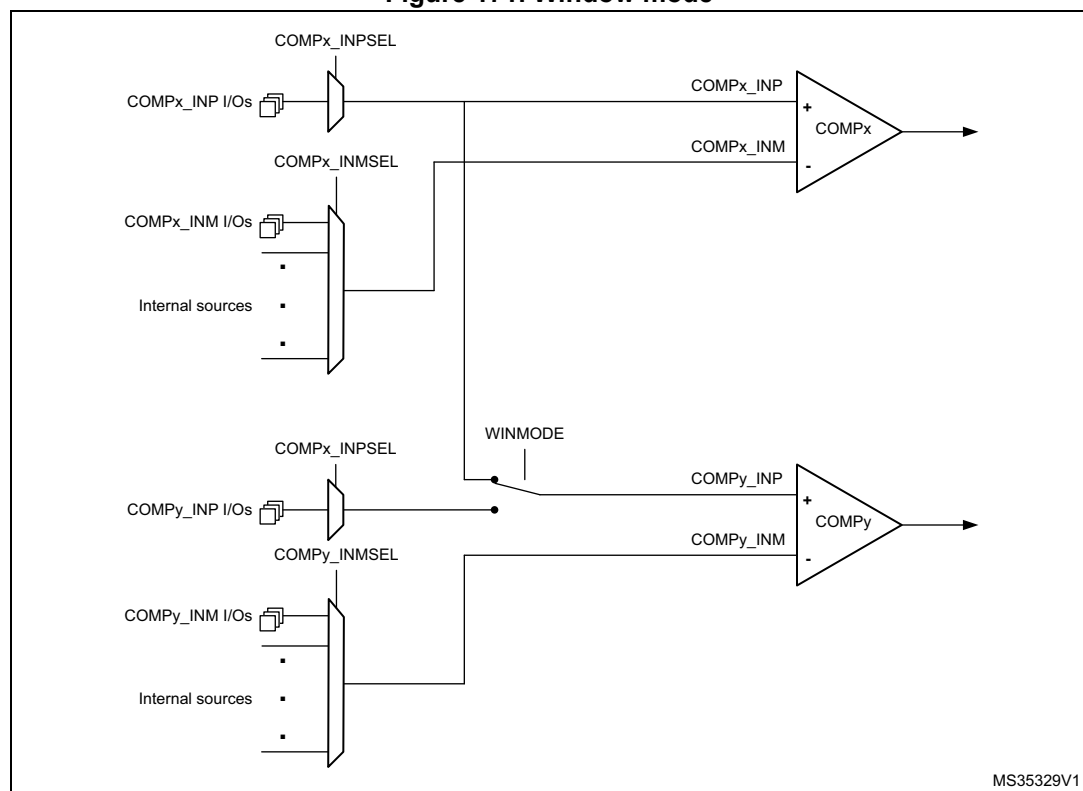 Figure
Window mode
COMPx_INPSEL
COMPx_INP I/Os
COMPx_INP
+
COMPx
COMPx_INM
-
COMPx_INMSEL
COMPx_INM I/Os
Internal sources
WINMODE
COMPx_INPSEL
COMPy_INP
COMPy_INP I/Os
+
COMPy
COMPy_INM
-
COMPy_INMSEL
COMPy_INM I/Os
Internal sources
MS35329V1